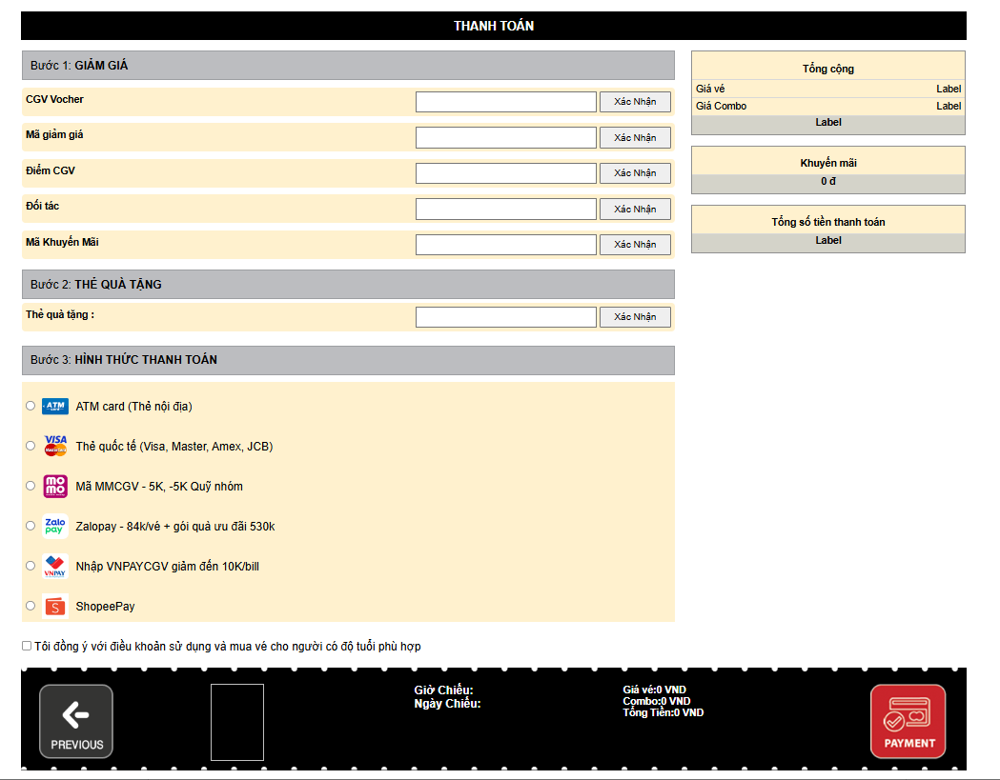 THANH TOÁN
Bước 1: GIẢM GIÁ
CGV Vocher
Xác Nhận
Mã giảm giá
Xác Nhận
Điểm CGV
Xác Nhận
Đối tác
Xác Nhận
Mã Khuyến Mãi
Xác Nhận
Bước 2: THẺ QUÀ TẶNG
Thẻ quà tặng :
Xác Nhận
Bước 3: HÌNH THỨC THANH TOÁN
ATM
ATM card (Thẻ nội địa)
VISA
Thẻ quốc tế (Visa, Master, Amex, JCB)
mo
mo
Mã MMCGV - 5K, -5K Quỹ nhóm
Zalo
pay
Zalopay - 84k/vé + gói quà ưu đãi 530k
VNPAY
Nhập VNPAYCGV giảm đến 10K/bill
S
ShopeePay
Tôi đồng ý với điều khoản sử dụng và mua vé cho người có độ tuổi phù hợp
Tổng cộng
Giá vé Label
Giá Combo Label
Label
Khuyến mãi
0 đ
Tổng số tiền thanh toán
Label
PREVIOUS
Giờ Chiếu:
Ngày Chiếu:
Giá vé:0 VND
Combo:0 VND
Tổng Tiền:0 VND
PAYMENT